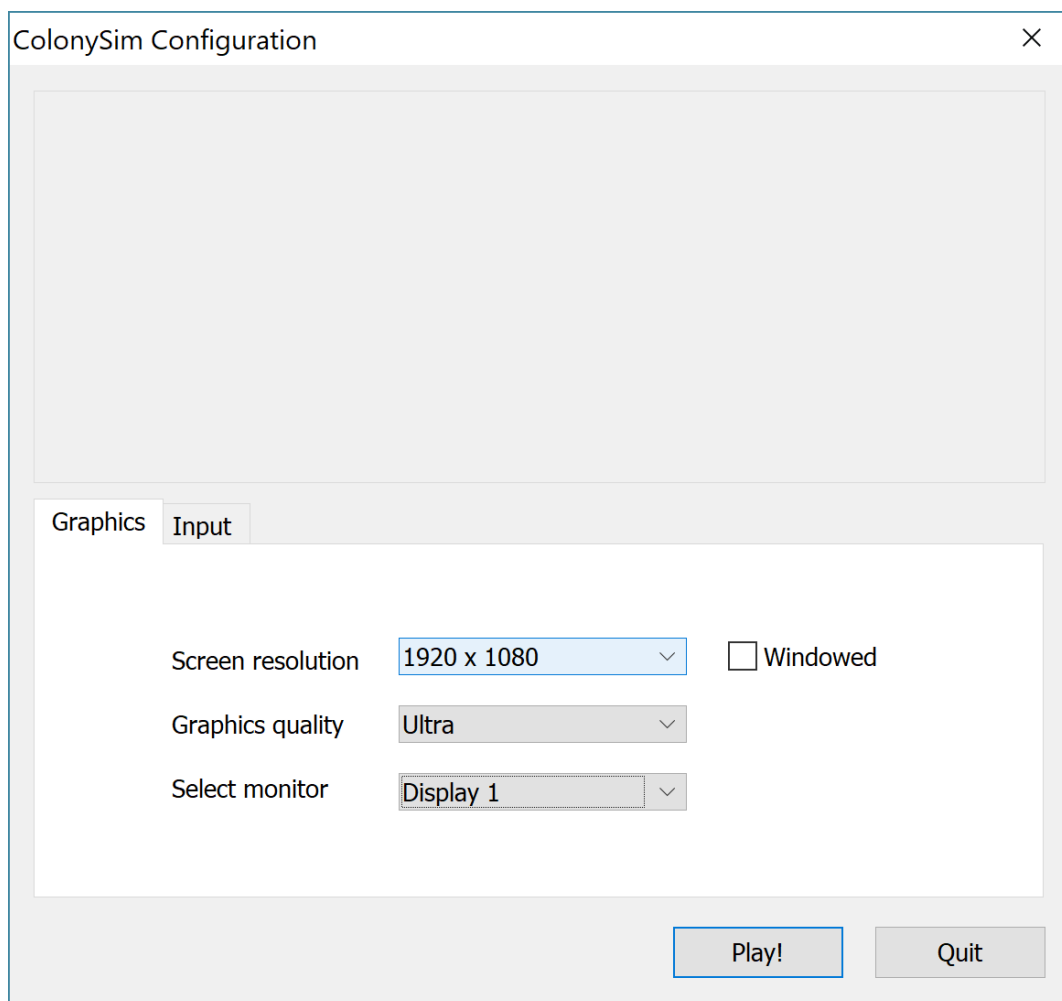 ColonySim Configuration
Graphics
Input
Screen resolution
1920 x 1080
Windowed
Graphics quality
Ultra
Select monitor
Display 1
Play!
Quit